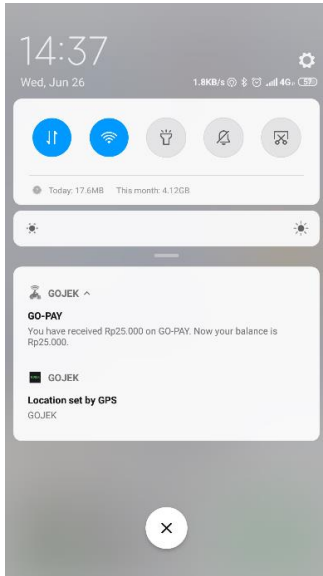 14:37
Wed, Jun 26
1.8KB/s 4G 57
Today: 17.6MB This month: 4.12GB
GOJEK
GO-PAY
You have received Rp25.000 on GO-PAY. Now your balance is
Rp25.000.
GOJEK
Location set by GPS
GOJEK